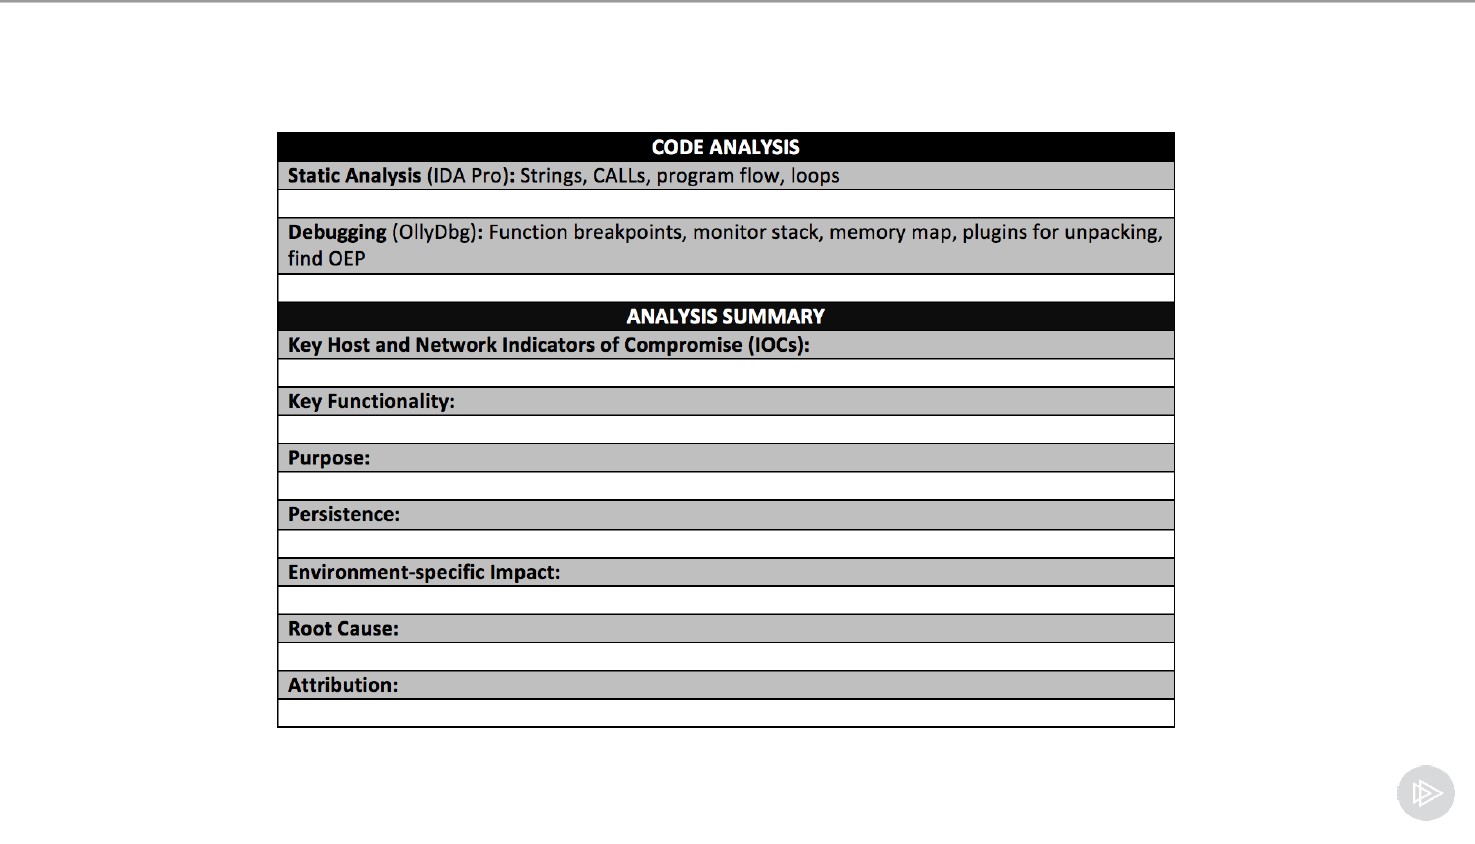 CODE ANALYSIS
Static Analysis (IDA Pro): Strings, CALLs, program flow, loops
Debugging (OllyDbg): Function breakpoints, monitor stack, memory map, plugins for unpacking,
find OEP
ANALYSIS SUMMARY
Key Host and Network Indicators of Compromise (IOCs):
Key Functionality:
Purpose:
Persistence:
Environment-specific Impact:
Root Cause:
Attribution: